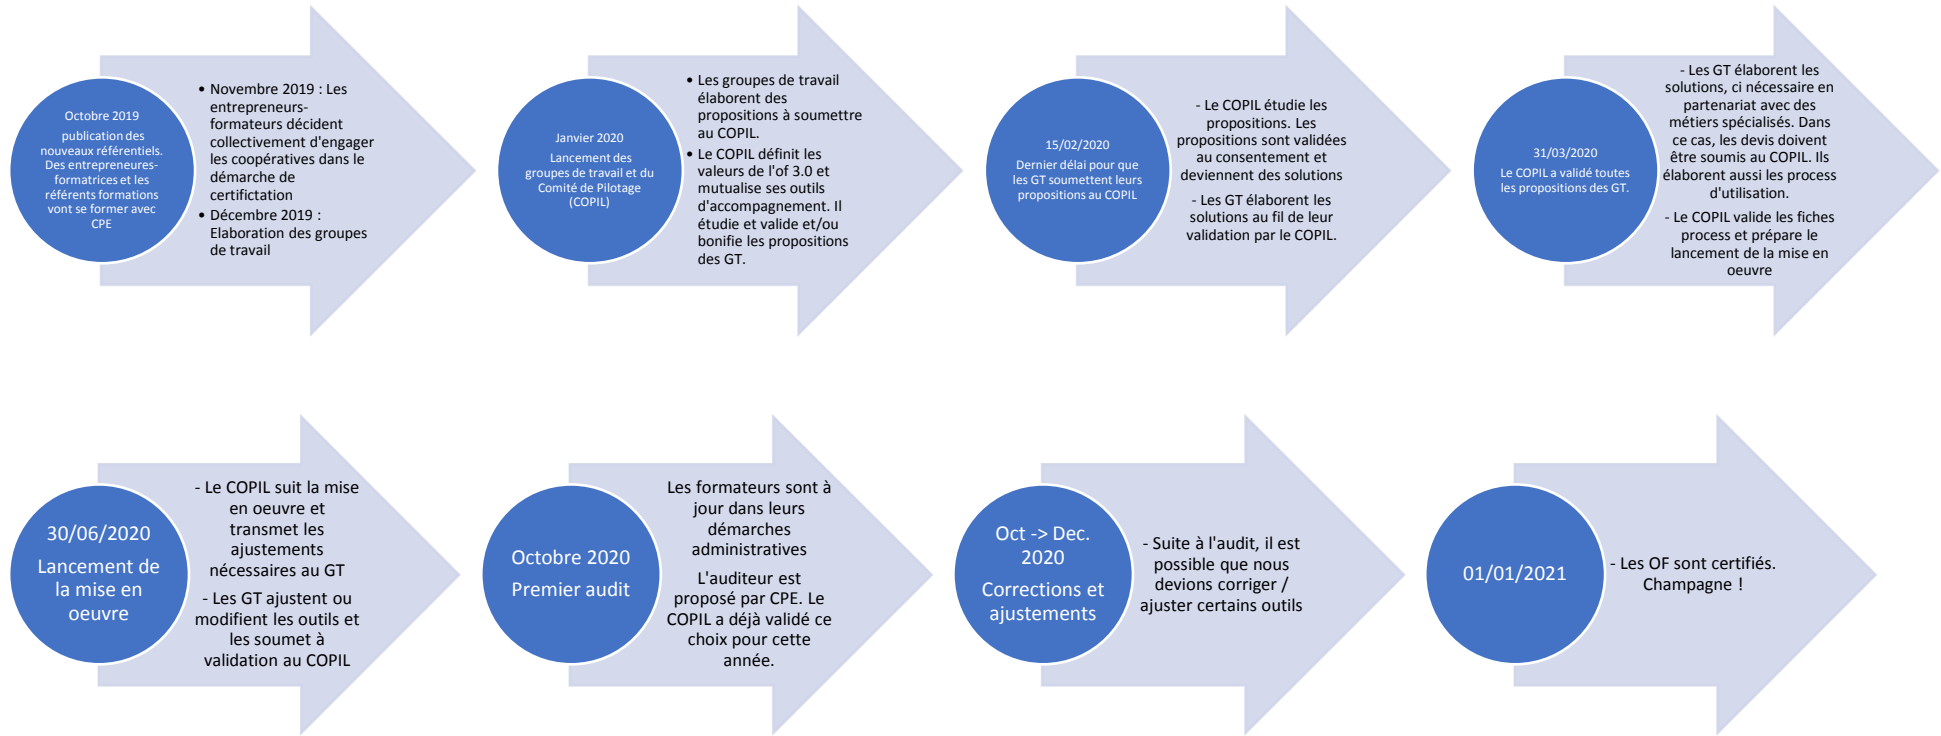 Octobre 2019
publication des
nouveaux référentiels.
Des entrepreneures-
formatrices et les
référents formations
vont se former avec
CPE
• Novembre 2019 : Les
entrepreneurs-
formateurs décident
collectivement d'engager
les coopératives dans le
démarche de
certifictation
• Décembre 2019 :
Elaboration des groupes
de travail
Janvier 2020
Lancement des
groupes de travail et du
Comité de Pilotage
(COPIL)
• Les groupes de travail
élaborent des
propositions à soumettre
au COPIL.
• Le COPIL définit les
valeurs de l'of 3.0 et
mutualise ses outils
d'accompagnement. Il
étudie et valide et/ou
bonifie les propositions
des GT.
15/02/2020
Dernier délai pour que
les GT soumettent leurs
propositions au COPIL
- Le COPIL étudie les
propositions. Les
propositions sont validées
au consentement et
deviennent des solutions
- Les GT élaborent les
solutions au fil de leur
validation par le COPIL.
31/03/2020
Le COPIL a validé toutes
les propositions des GT.
- Les GT élaborent les
solutions, ci nécessaire en
partenariat avec des
métiers spécialisés. Dans
ce cas, les devis doivent
être soumis au COPIL. Ils
élaborent aussi les process
d'utilisation.
- Le COPIL valide les fiches
process et prépare le
lancement de la mise en
oeuvre
30/06/2020
Lancement de
la mise en
oeuvre
- Le COPIL suit la mise
en oeuvre et
transmet les
ajustements
nécessaires au GT
- Les GT ajustent ou
modifient les outils et
les soumet à
validation au COPIL
Octobre 2020
Premier audit
Les formateurs sont à
jour dans leurs
démarches
administratives
L'auditeur est
proposé par CPE. Le
COPIL a déjà validé ce
choix pour cette
année.
Oct -> Dec.
2020
Corrections et
ajustements
- Suite à l'audit, il est
possible que nous
devions corriger /
ajuster certains outils
01/01/2021
- Les OF sont certifiés.
Champagne !